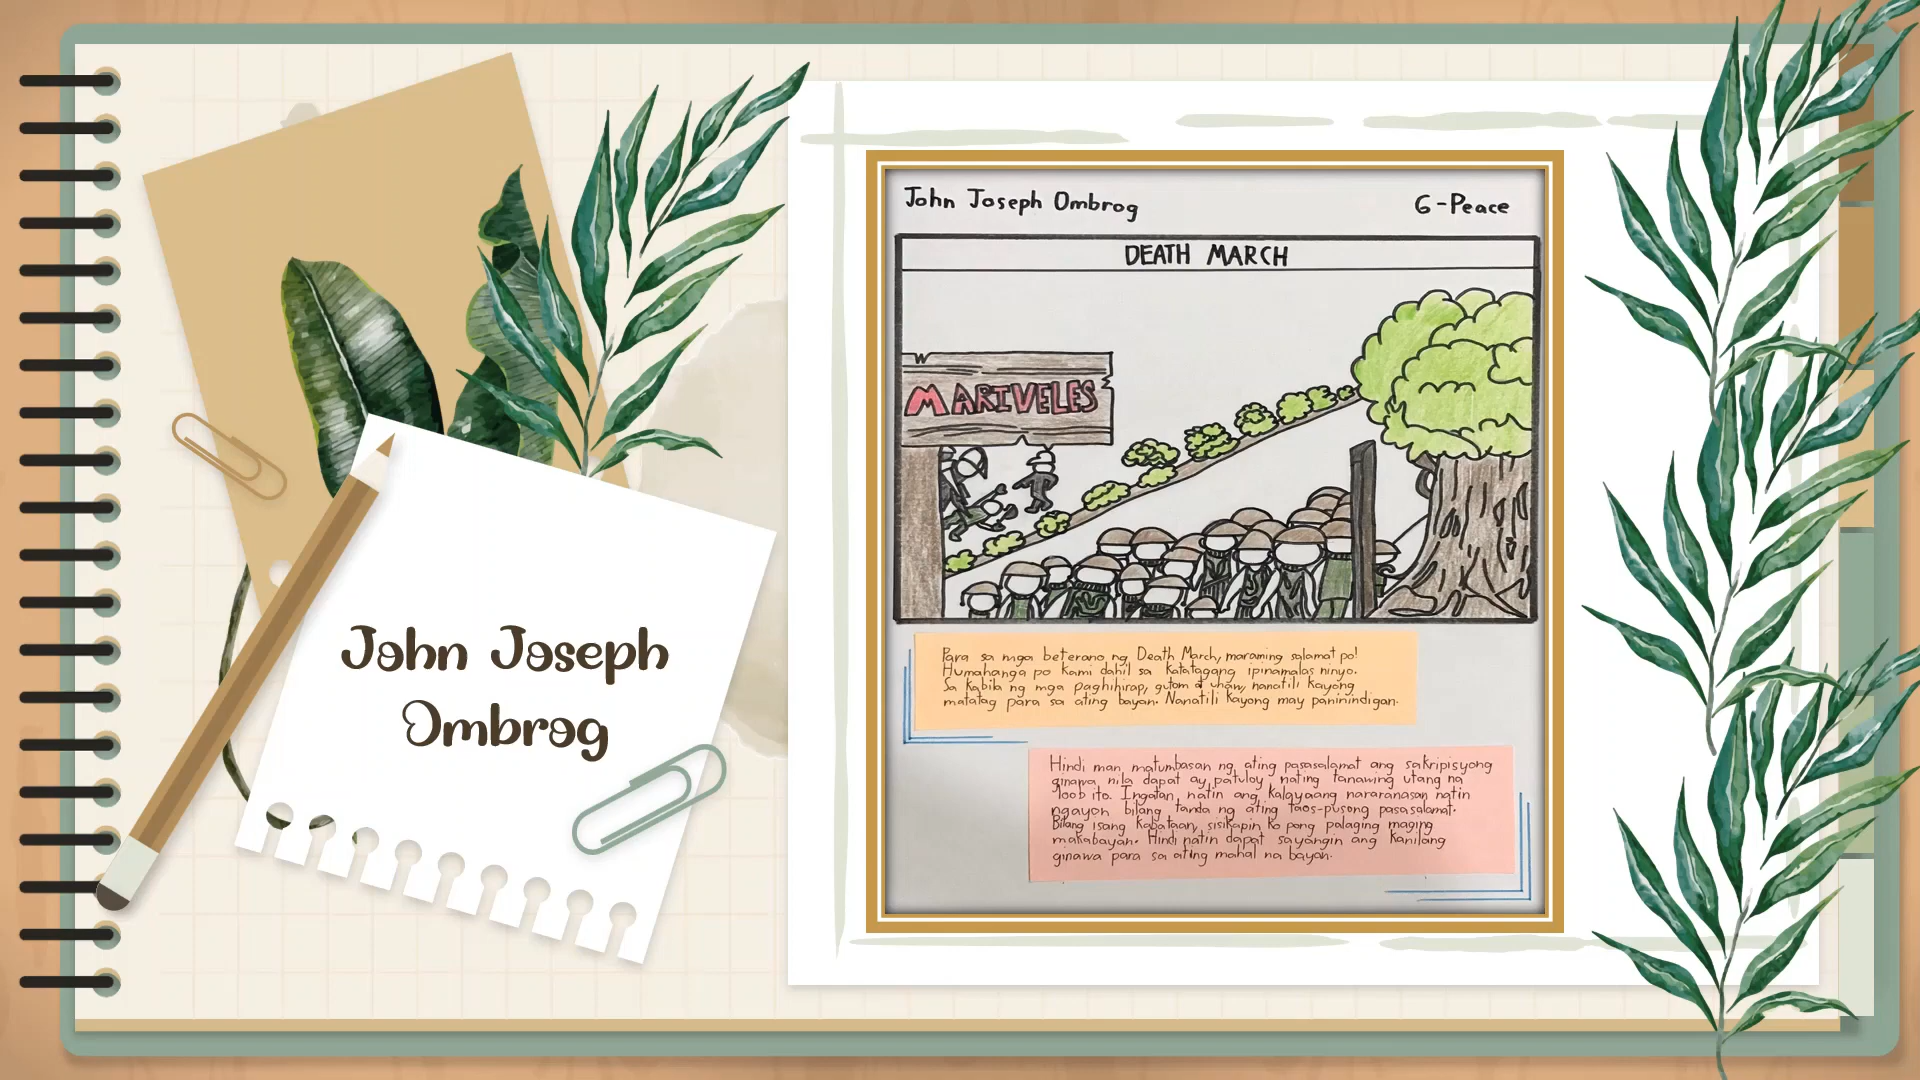 John Joseph
Ombrog
John Joseph Ombrog
6-Peace
DEATH MARCH
MARIVELES
Para sa mga beterano ng Death March, maraming salamat po!
Humahanga po kami dahil sa katatagang ipinamalas ninyo.
Sa kabila ng mga paghihirap, gutom at uhaw, nanatili kayong
matatag para sa ating bayan. Nanatili kayong may paninindigan.
Hindi man matumbasan ng ating pasasalamat ang sakripisyong
ginawa nila dapat ay patuloy nating tanawing utang na
loob ito. Ingatan natin ang kalayaang nararanasan natin
ngayon bilang tanda ng ating taos-pusong pasasalamat.
Bilang isang kabataan, sisikapin ko pong palaging maging
makabayan. Hindi natin dapat sayangin ang kanilang
ginawa para sa ating mahal na bayan.